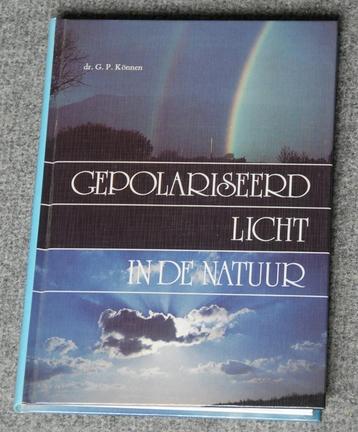 dr. G. P. Können
GEPOLARISEERD
LICHT
IN DE NATUUR